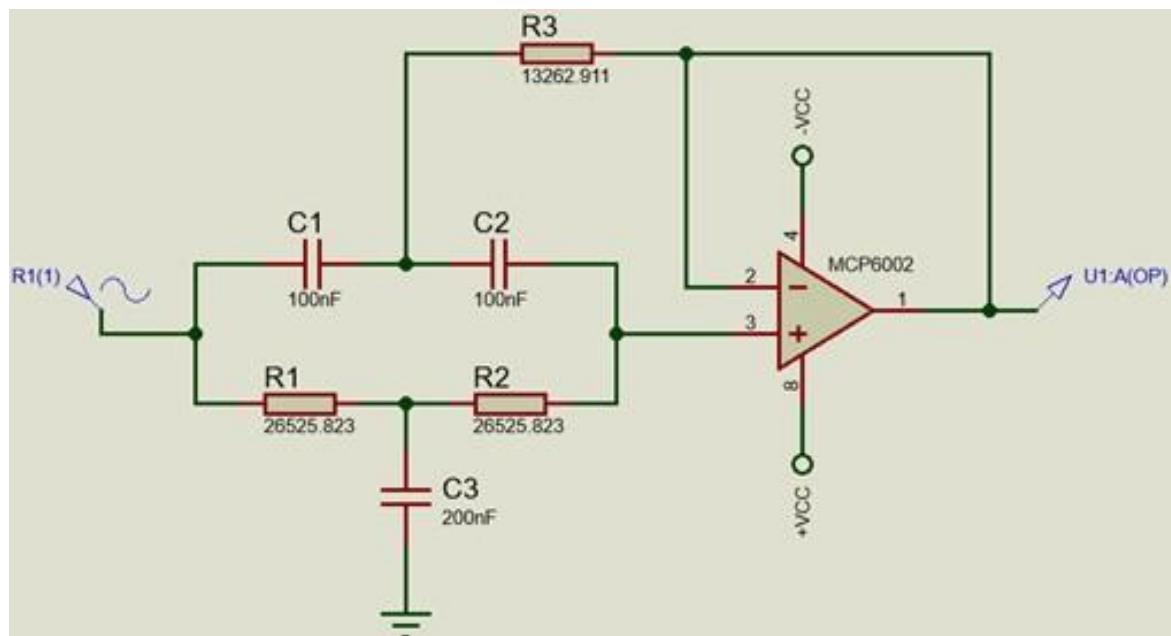 R3
13262.911
-VCC
4
C1
C2
R1(1)
100nF
100nF
MCP6002
2
1
U1:A(OP)
3
R1
R2
8
26525.823
26525.823
C3
200nF
+VCC